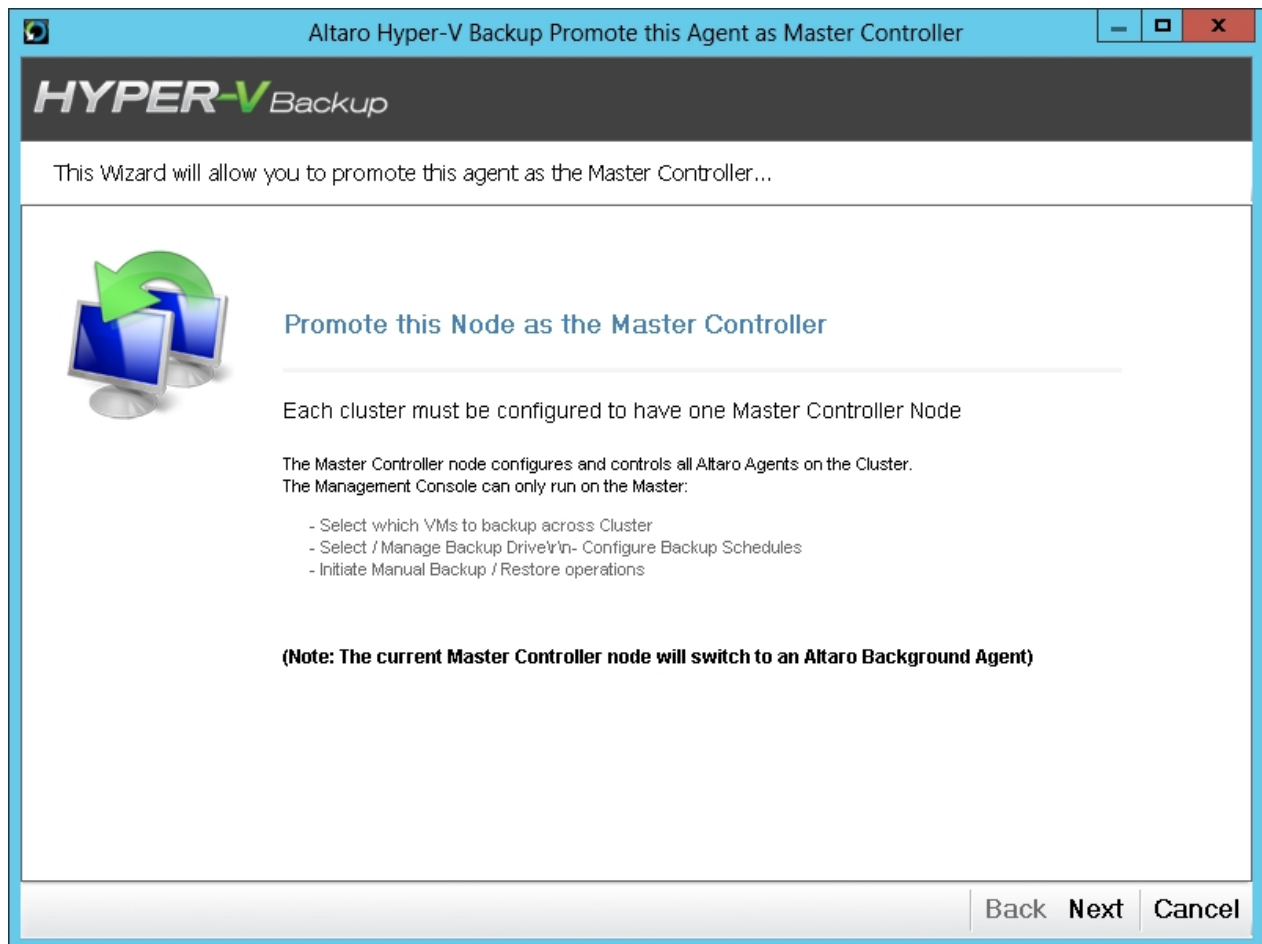 Altaro Hyper-V Backup Promote this Agent as Master Controller
HYPER-V Backup
This Wizard will allow you to promote this agent as the Master Controller...
Promote this Node as the Master Controller
Each cluster must be configured to have one Master Controller Node
The Master Controller node configures and controls all Altaro Agents on the Cluster.
The Management Console can only run on the Master:
- Select which VMs to backup across Cluster
- Select / Manage Backup Drive\r\n- Configure Backup Schedules
- Initiate Manual Backup / Restore operations
(Note: The current Master Controller node will switch to an Altaro Background Agent)
Back Next Cancel